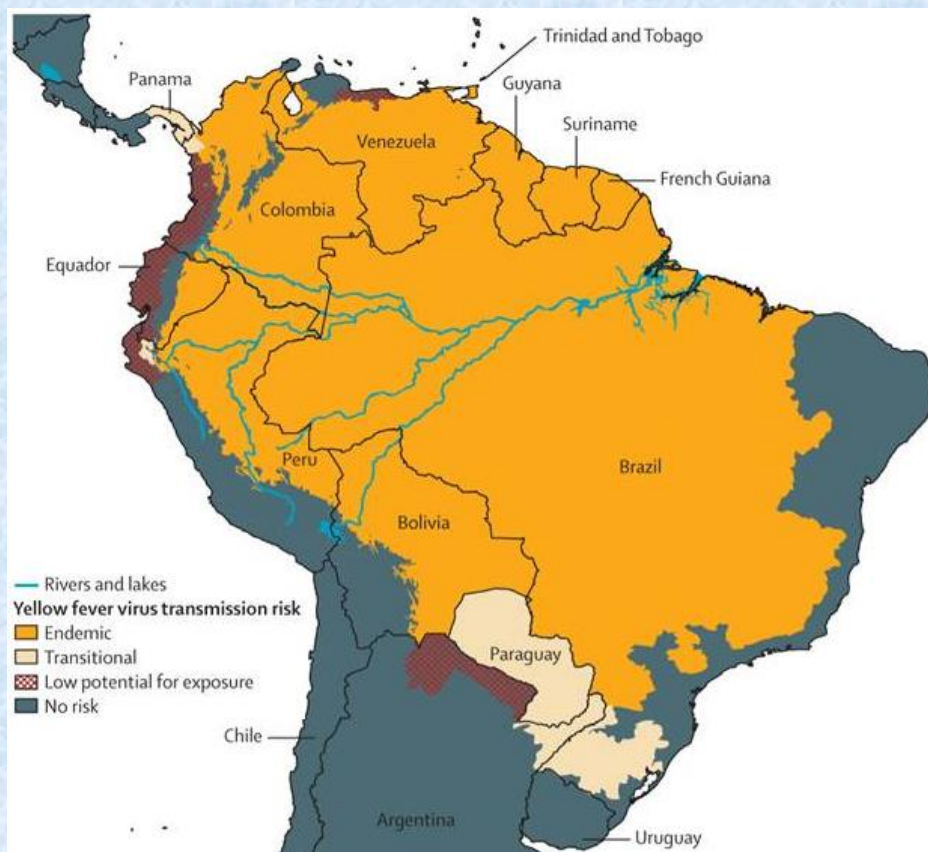 Trinidad and Tobago
Panama
Guyana
Suriname
Venezuela
French Guiana
Colombia
Equador
Brazil
Peru
Bolivia
Rivers and lakes
Yellow fever virus transmission risk
Endemic
Transitional
Paraguay
Low potential for exposure
No risk
Chile
Argentina
Uruguay